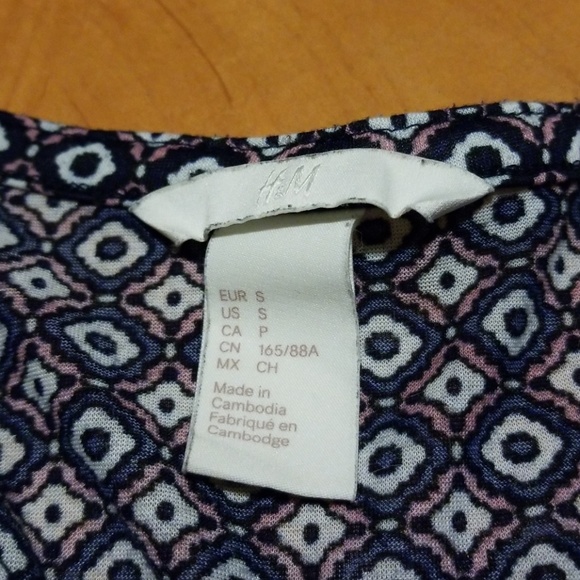 H&M
EUR S
US S
CA P
CN 165/88A
MX CH
Made in
Cambodia
Fabriqué en
Cambodge